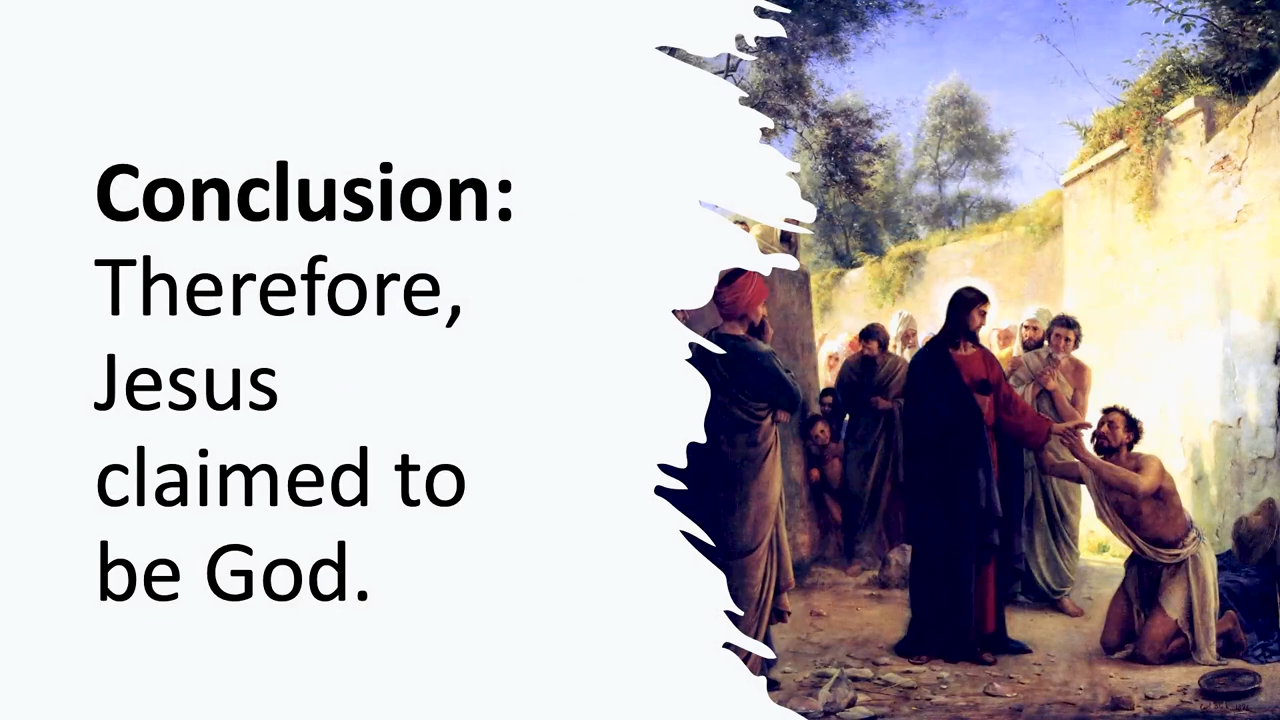 Conclusion:
Therefore,
Jesus
claimed to
be God.